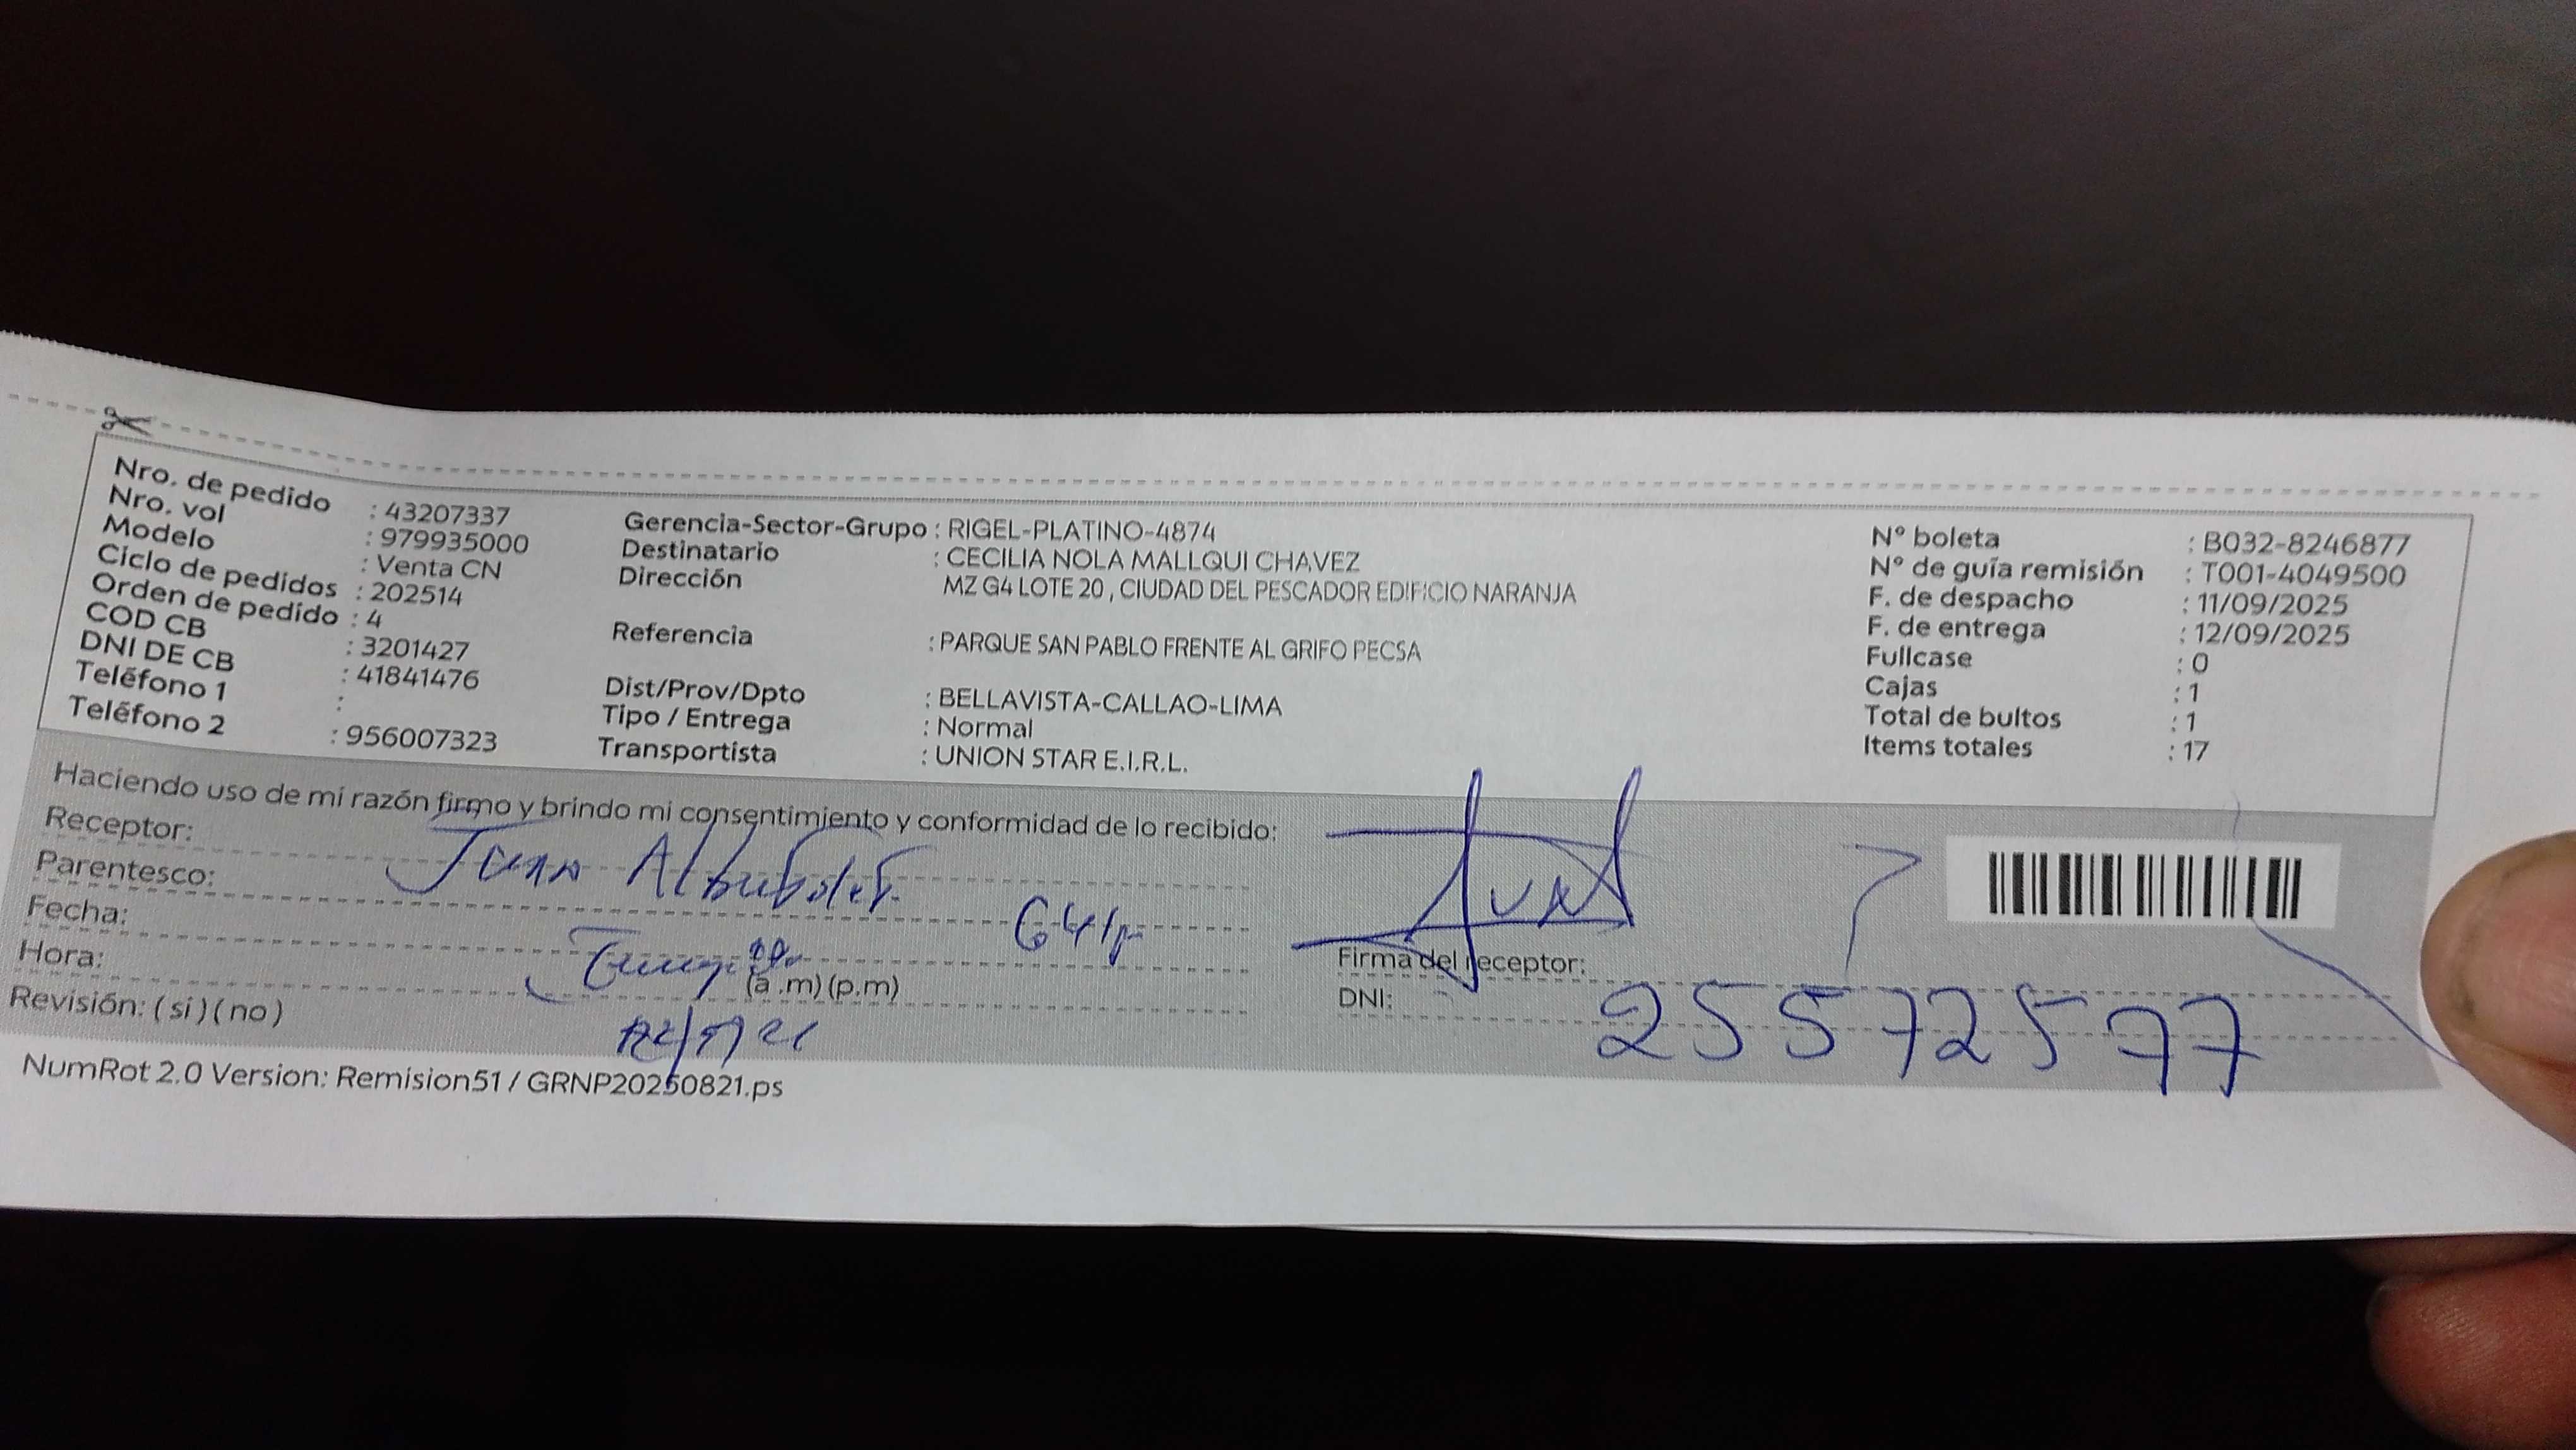 Nro. de pedido : 43207337
Nro. vol : 979935000
Modelo : Venta CN
Ciclo de pedidos : 202514
Orden de pedido : 4
COD CB : 3201427
DNI DE CB : 41841476
Teléfono 1 :
Teléfono 2 : 956007323
Gerencia-Sector-Grupo : RIGEL-PLATINO-4874
Destinatario : CECILIA NOLA MALLQUI CHAVEZ
Dirección MZ G4 LOTE 20 , CIUDAD DEL PESCADOR EDIFICIO NARANJA
Referencia : PARQUE SAN PABLO FRENTE AL GRIFO PECSA
Dist/Prov/Dpto : BELLAVISTA-CALLAO-LIMA
Tipo / Entrega : Normal
Transportista : UNION STAR E.I.R.L.
N° boleta : B032-8246877
N° de guía remisión : T001-4049500
F. de despacho : 11/09/2025
F. de entrega : 12/09/2025
Fullcase : 0
Cajas : 1
Total de bultos : 1
Items totales : 17
Haciendo uso de mi razón firmo y brindo mi consentimiento y conformidad de lo recibido:
Receptor: Juan
Parentesco:
Fecha:
Hora: (a .m) (p.m)
Revisión: ( si ) ( no )
Firma del receptor:
DNI: 25572577
NumRot 2.0 Version: Remision51 / GRNP20250821.ps